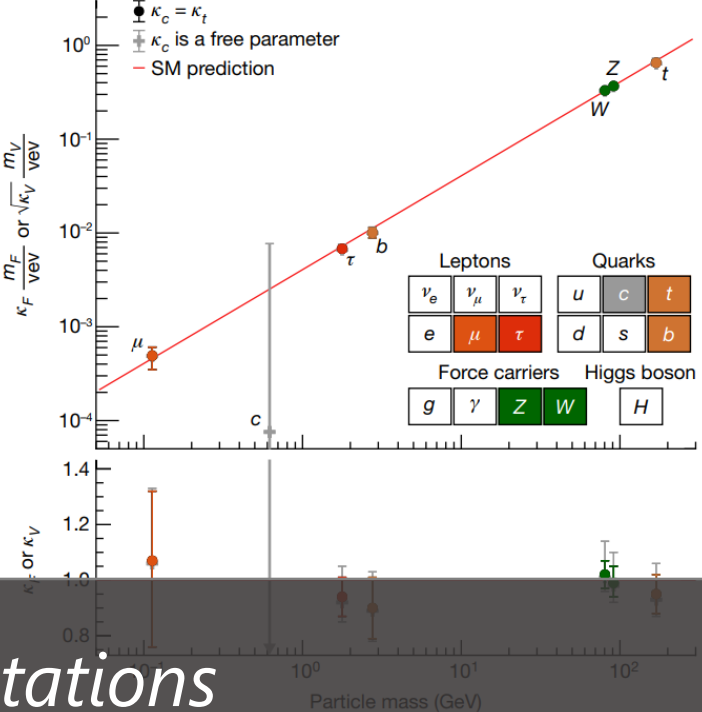 κc = κt
κc is a free parameter
SM prediction
10⁰
10⁻¹
10⁻²
10⁻³
10⁻⁴
κF mF/vev or √κV mV/vev
μ
c
τ
b
W
Z
t
Leptons
νe νμ ντ
e μ τ
Quarks
u c t
d s b
Force carriers
g γ Z W
Higgs boson
H
1.4
1.2
1.0
0.8
κF or κV
10⁻¹ 10⁰ 10¹ 10²
Particle mass (GeV)
tations